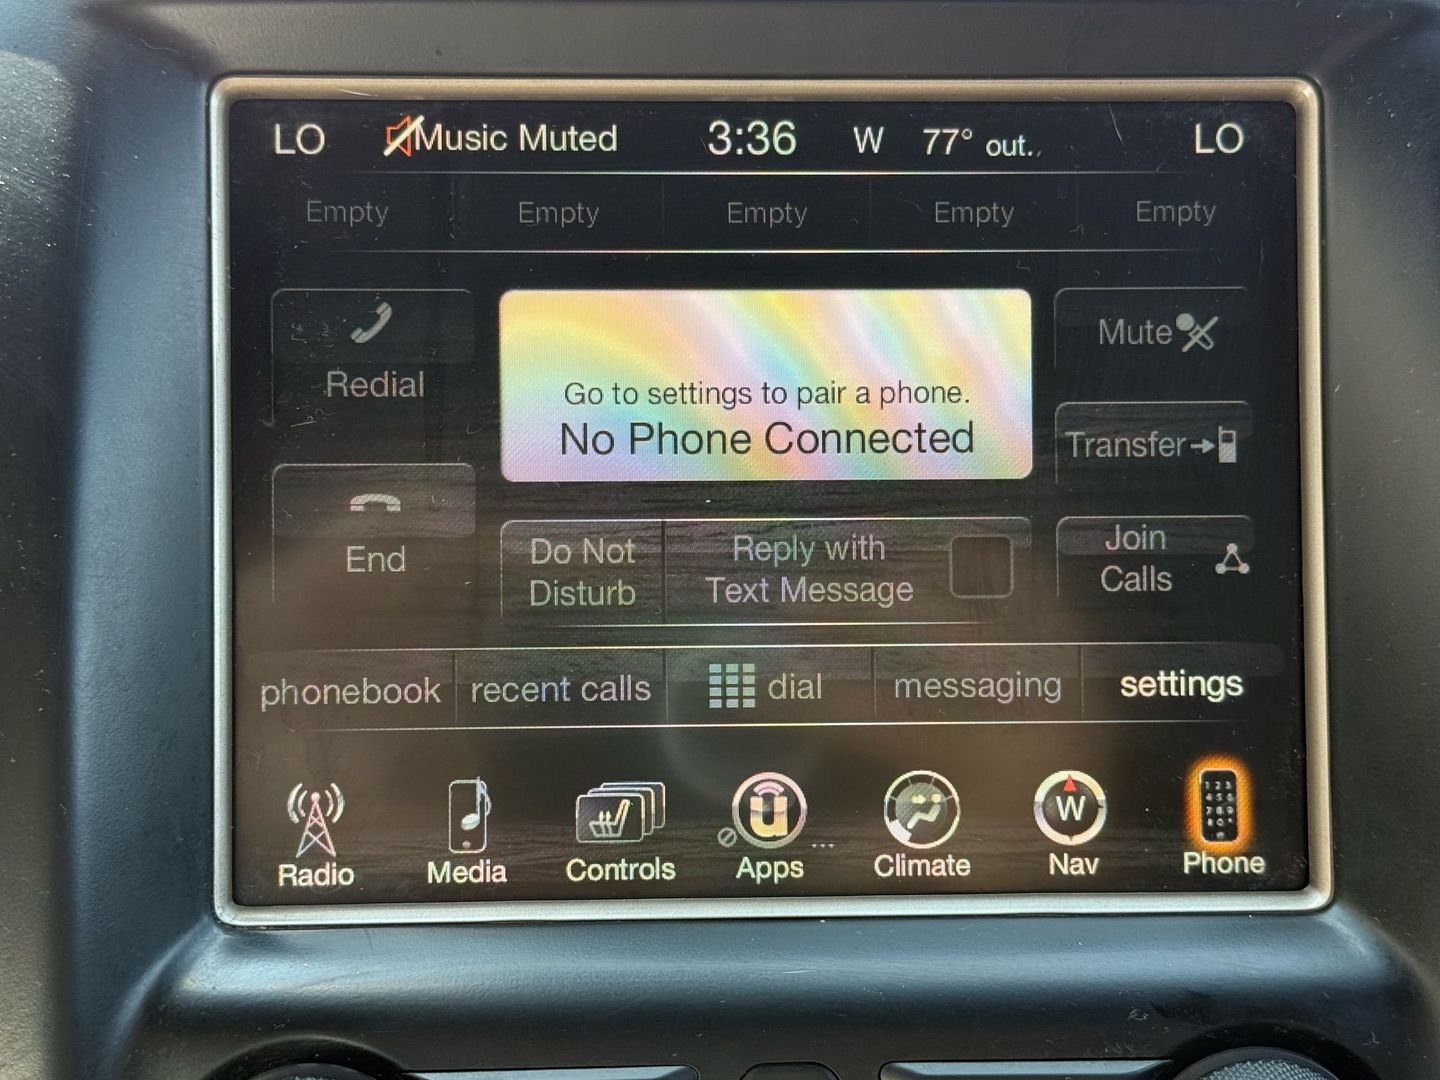 LO Music Muted 3:36 W 77° out. LO
Empty Empty Empty Empty Empty
Redial
Go to settings to pair a phone.
No Phone Connected
Mute
Transfer
End
Do Not
Disturb
Reply with
Text Message
Join
Calls
phonebook recent calls dial messaging settings
W
Radio Media Controls Apps Climate Nav Phone